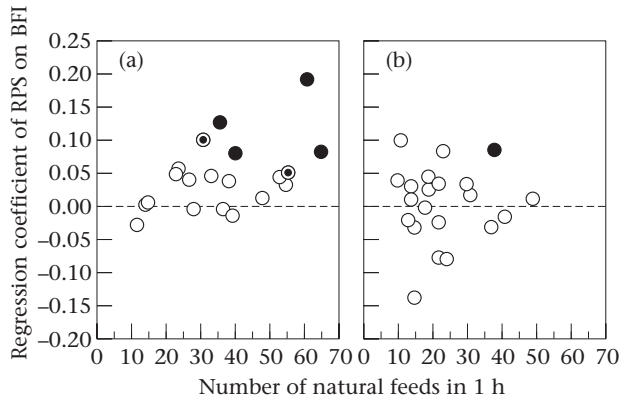 Regression coefficient of RPS on BFI
0.25
0.20
0.15
0.10
0.05
0.00
−0.05
−0.10
−0.15
−0.20
(a)
(b)
0 10 20 30 40 50 60 70
0 10 20 30 40 50 60 70
Number of natural feeds in 1 h